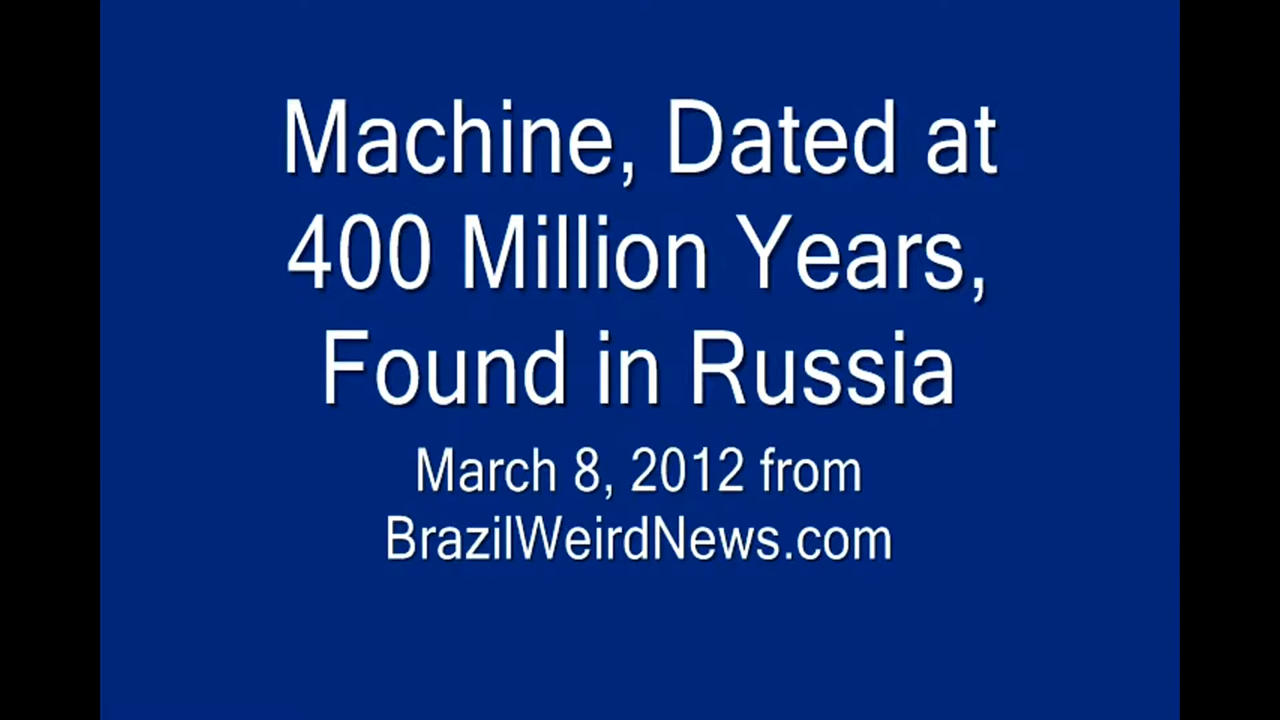 Machine, Dated at
400 Million Years,
Found in Russia
March 8, 2012 from
BrazilWeirdNews.com